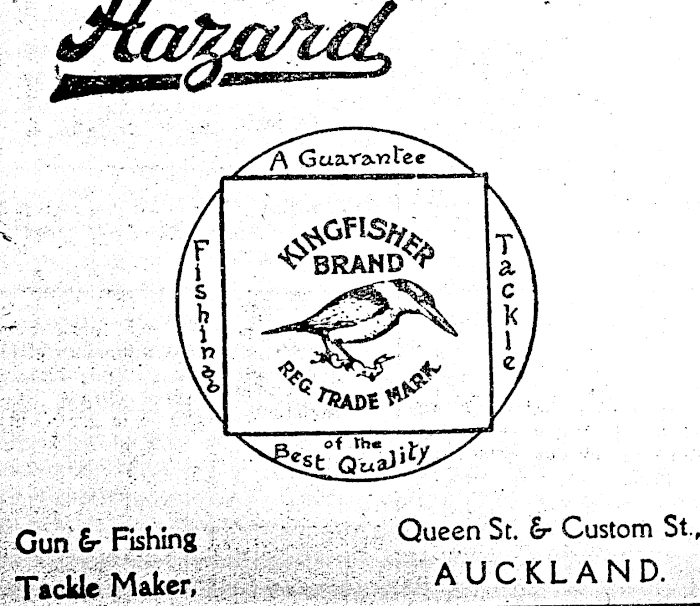 Hazard
A Guarantee
Fishing
Tackle
KINGFISHER
BRAND
REG. TRADE MARK
of the
Best Quality
Gun & Fishing
Tackle Maker,
Queen St. & Custom St.,
AUCKLAND.